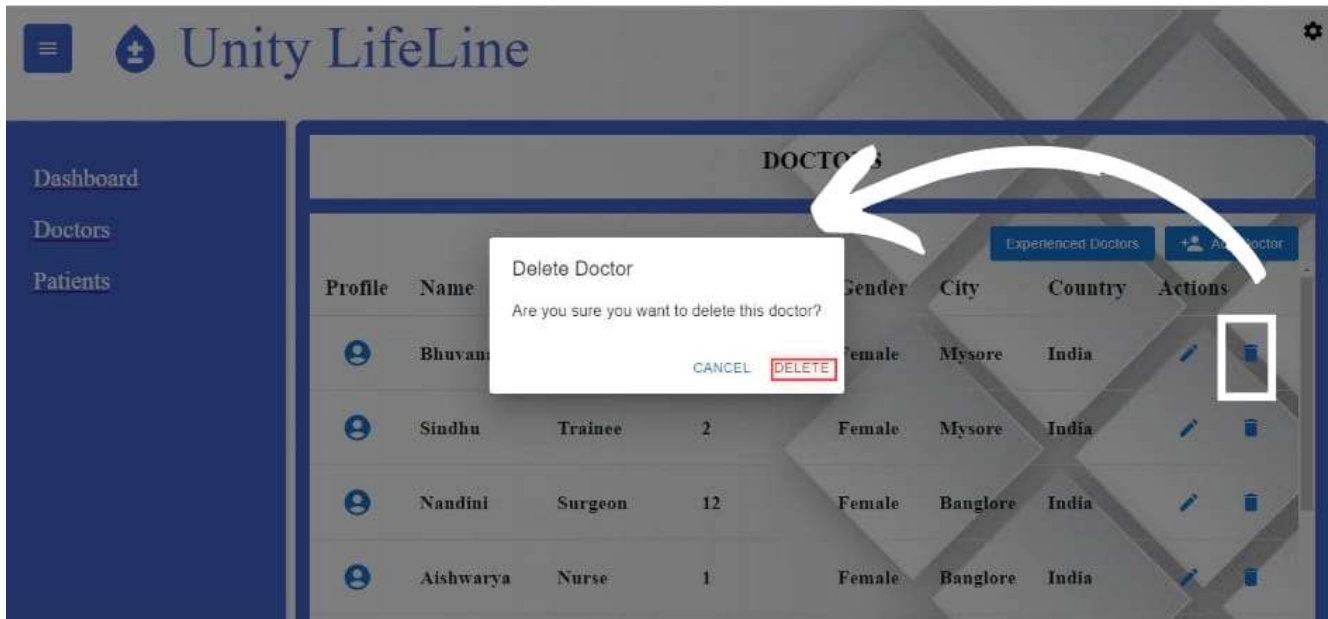 Unity LifeLine
Dashboard
Doctors
Patients
Experienced Doctors
Profile Name Gender City Country Actions
Delete Doctor
Are you sure you want to delete this doctor?
CANCEL DELETE
Female Mysore India
Sindhu Trainee 2 Female Mysore India
Nandini Surgeon 12 Female Banglore India
Aishwarya Nurse 1 Female Banglore India